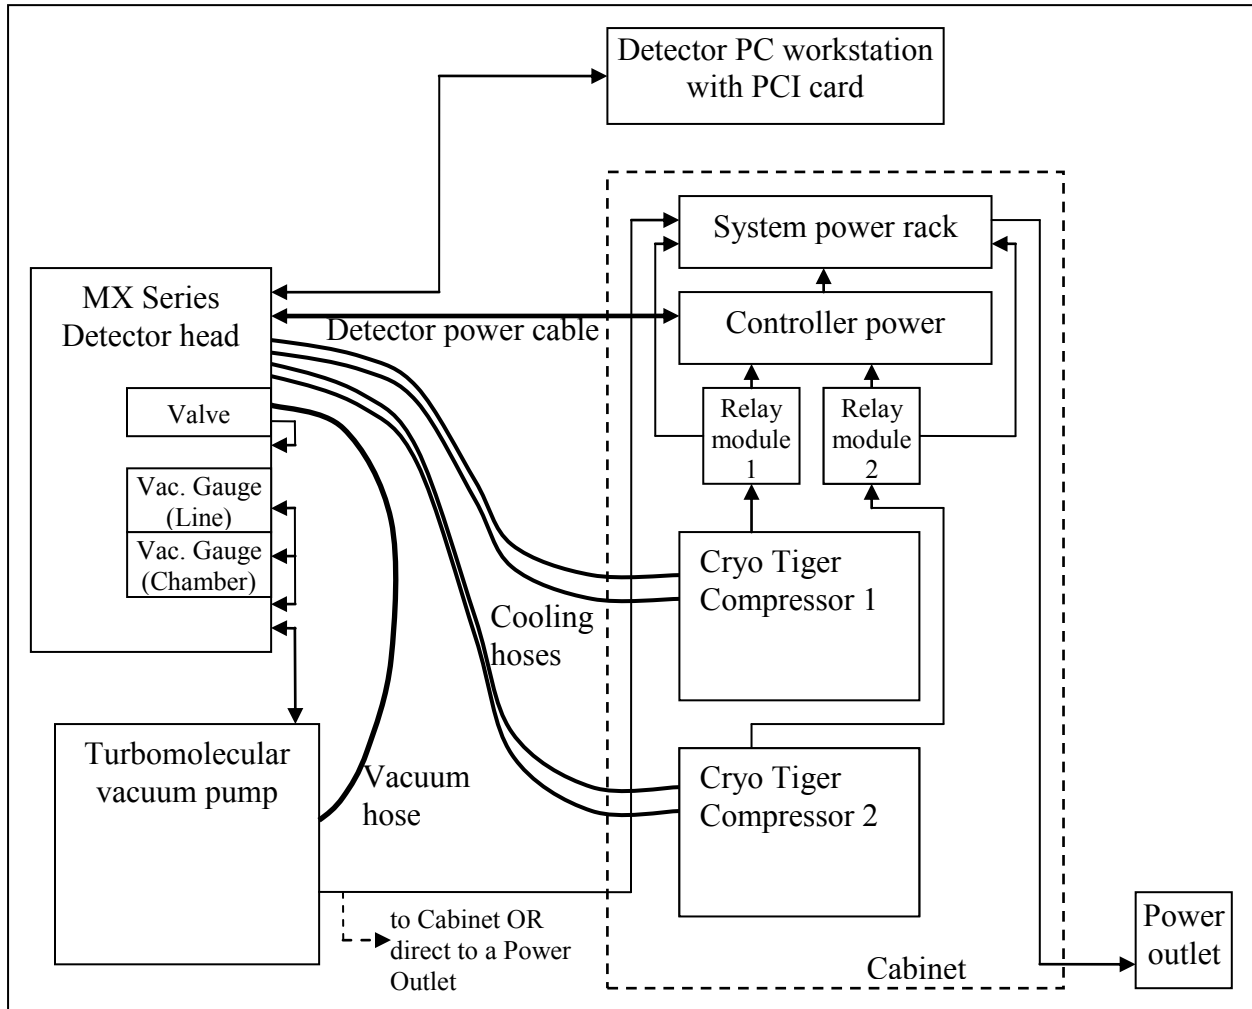 Detector PC workstation
with PCI card
System power rack
MX Series
Detector head
Detector power cable
Controller power
Valve
Relay
module
1
Relay
module
2
Vac. Gauge
(Line)
Vac. Gauge
(Chamber)
Cryo Tiger
Compressor 1
Cooling
hoses
Turbomolecular
vacuum pump
Vacuum
hose
Cryo Tiger
Compressor 2
to Cabinet OR
direct to a Power
Outlet
Cabinet
Power
outlet